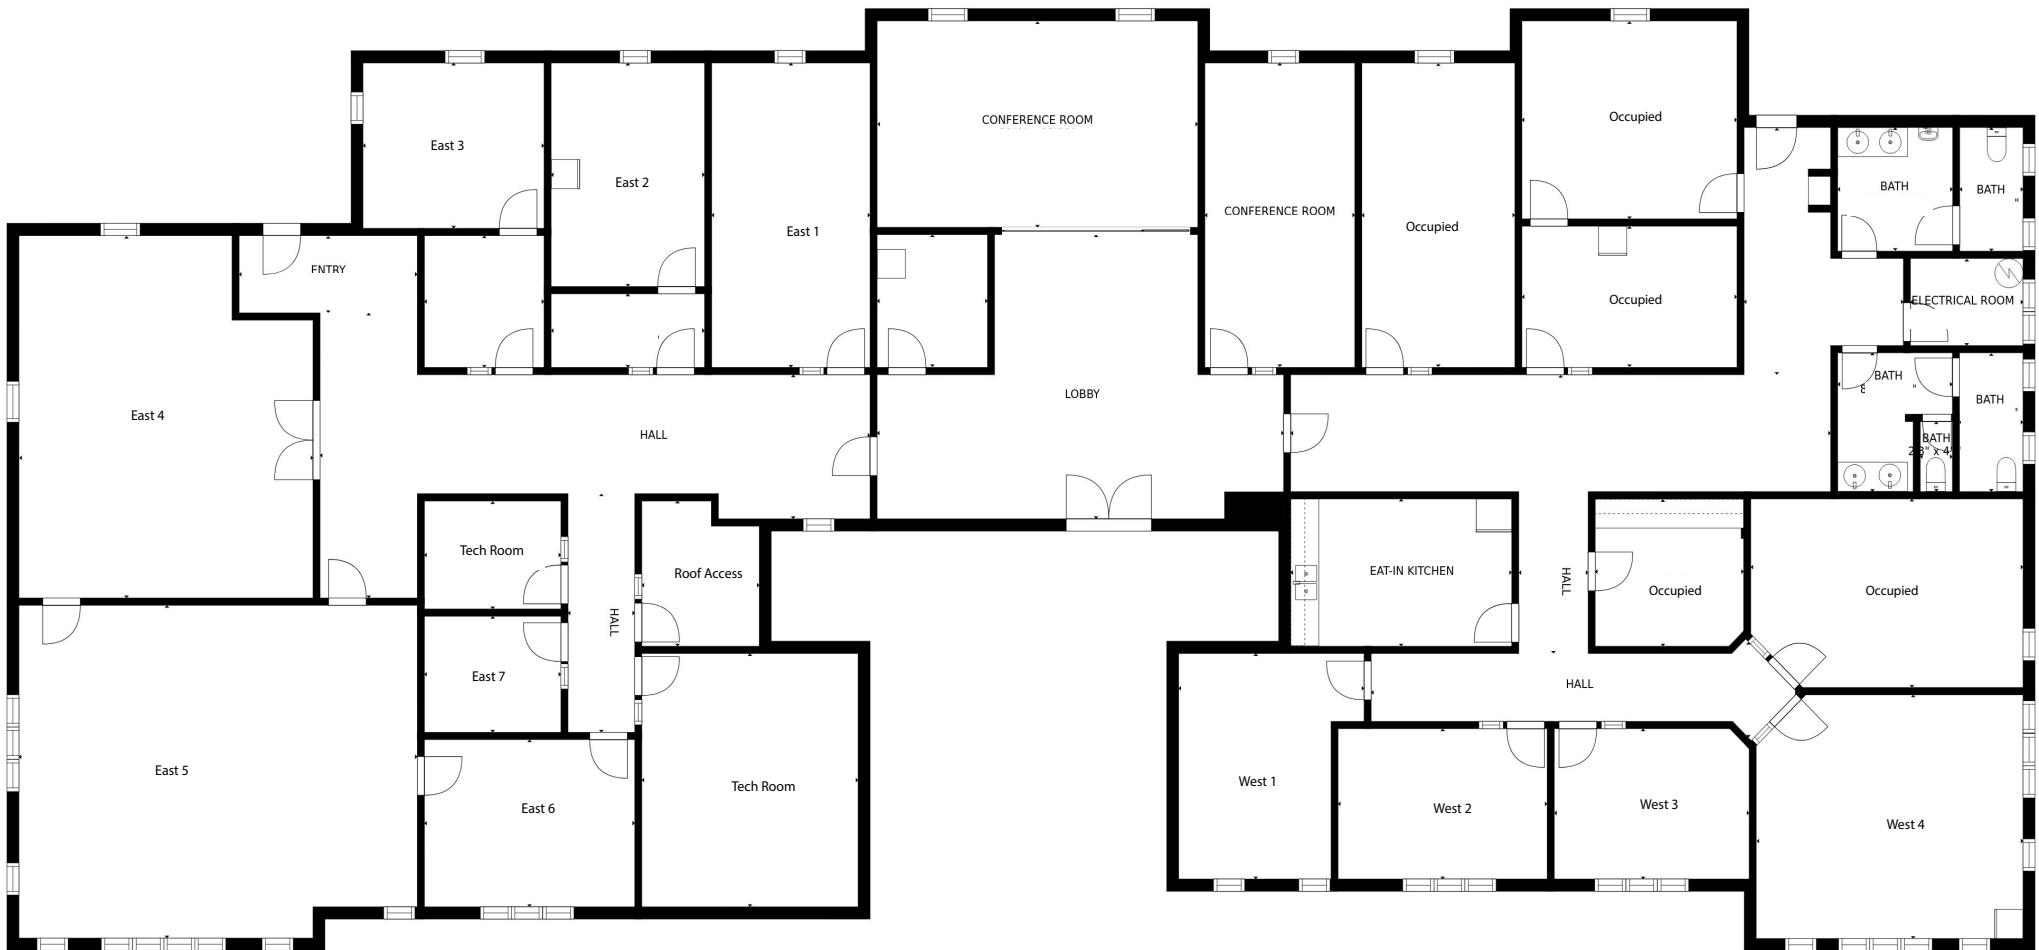 CONFERENCE ROOM
East 3
East 2
East 1
CONFERENCE ROOM
Occupied
Occupied
Occupied
BATH
BATH
"
ENTRY
ELECTRICAL ROOM
East 4
HALL
LOBBY
BATH
"
BATH
"
BATH
Tech Room
Roof Access
EAT-IN KITCHEN
HALL
Occupied
Occupied
HALL
East 7
HALL
East 5
East 6
Tech Room
West 1
West 2
West 3
West 4